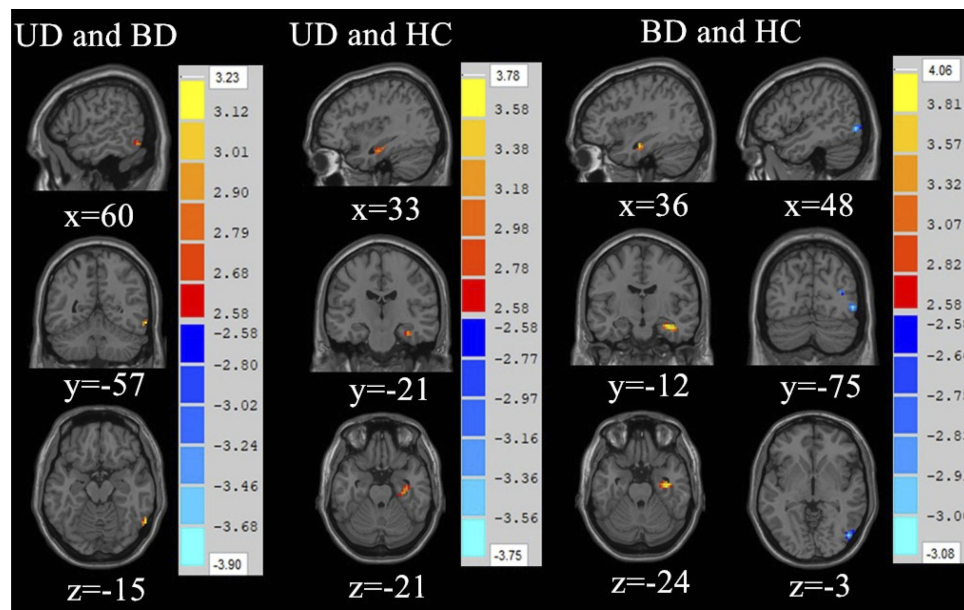 UD and BD
UD and HC
BD and HC
3.23
3.12
3.01
2.90
2.79
2.68
2.58
-2.58
-2.80
-3.02
-3.24
-3.46
-3.68
-3.90
3.78
3.58
3.38
3.18
2.98
2.78
2.58
-2.58
-2.77
-2.97
-3.16
-3.36
-3.56
-3.75
4.06
3.81
3.57
3.32
3.07
2.82
2.58
-3.08
x=60
x=33
x=36
x=48
y=-57
y=-21
y=-12
y=-75
z=-15
z=-21
z=-24
z=-3